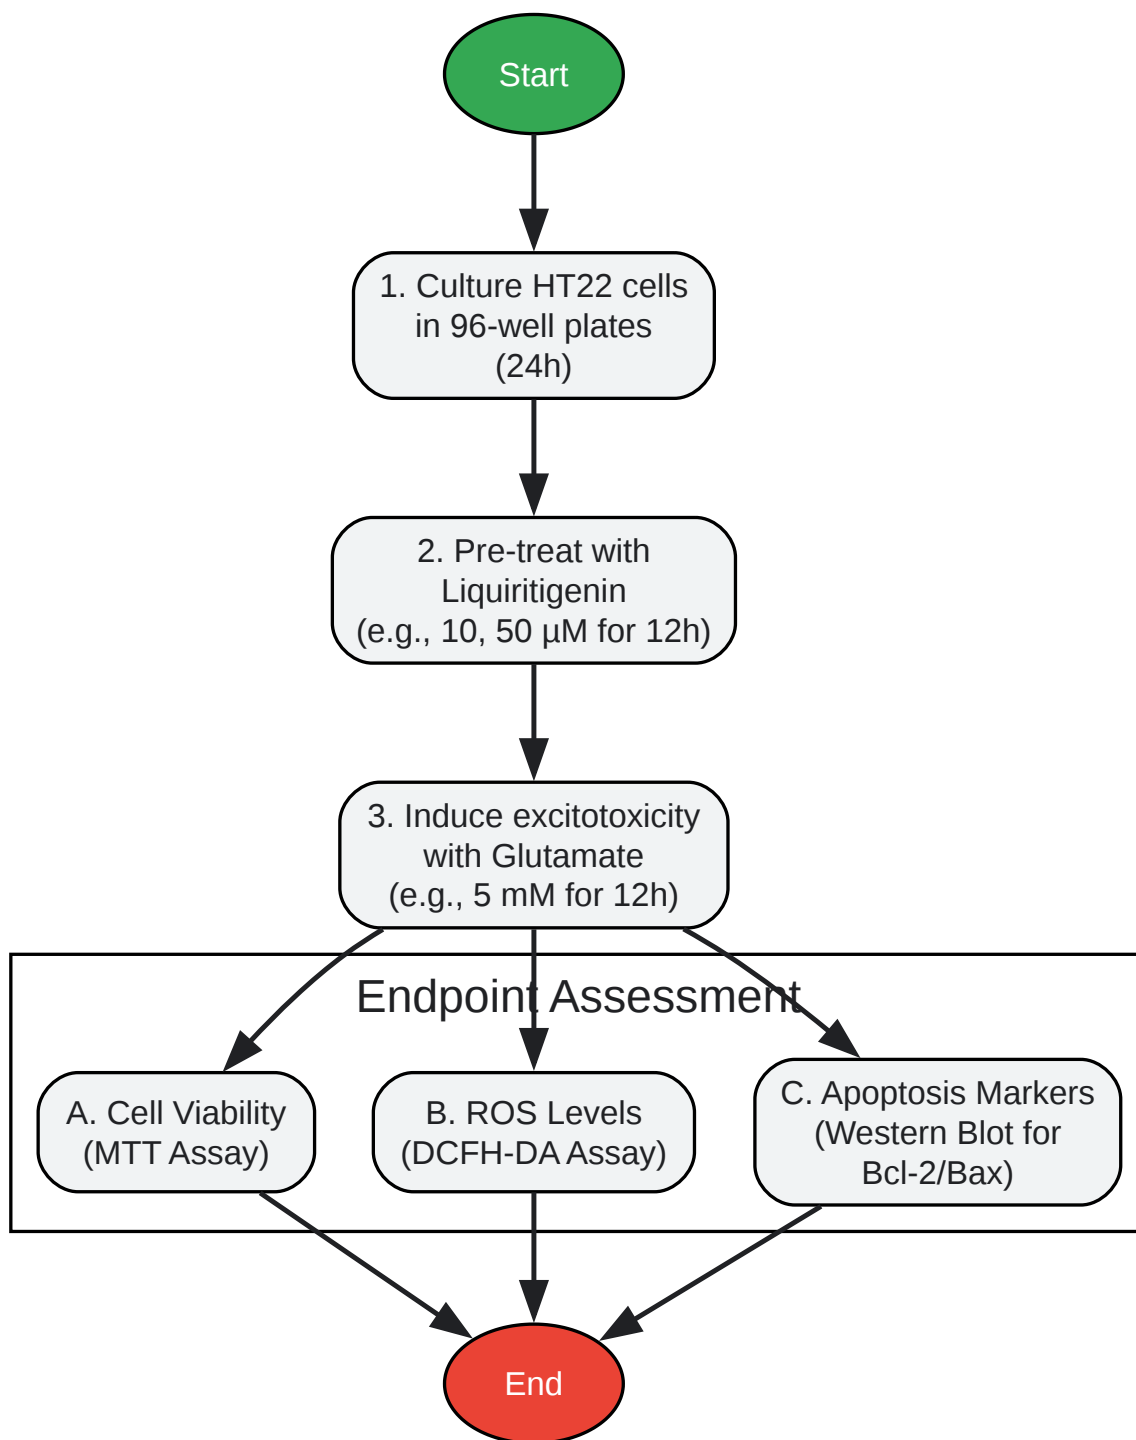 Start
1. Culture HT22 cells
in 96-well plates
(24h)
2. Pre-treat with
Liquiritigenin
(e.g., 10, 50 µM for 12h)
3. Induce excitotoxicity
with Glutamate
(e.g., 5 mM for 12h)
Endpoint Assessment
A. Cell Viability
(MTT Assay)
B. ROS Levels
(DCFH-DA Assay)
C. Apoptosis Markers
(Western Blot for
Bcl-2/Bax)
End